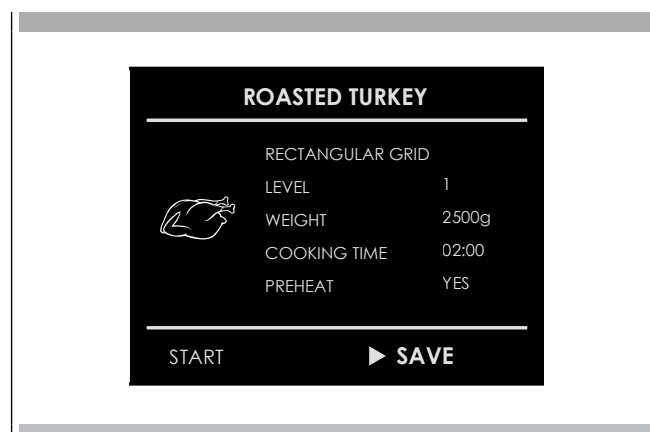 ROASTED TURKEY
RECTANGULAR GRID
LEVEL 1
WEIGHT 2500g
COOKING TIME 02:00
PREHEAT YES
START ▶ SAVE